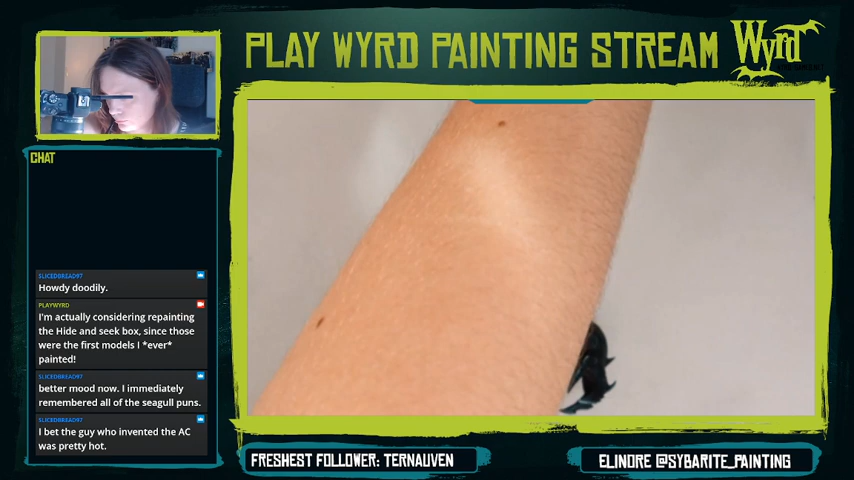 PLAY WYRD PAINTING STREAM
Wyrd
CHAT
SLICEDBREAD97
Howdy doodily.
PLAYWYRD
I'm actually considering repainting
the Hide and seek box, since those
were the first models I *ever*
painted!
SLICEDBREAD97
better mood now. I immediately
remembered all of the seagull puns.
SLICEDBREAD97
I bet the guy who invented the AC
was pretty hot.
FRESHEST FOLLOWER: TERNAUVEN
ELINORE @SYBARITE_PAINTING